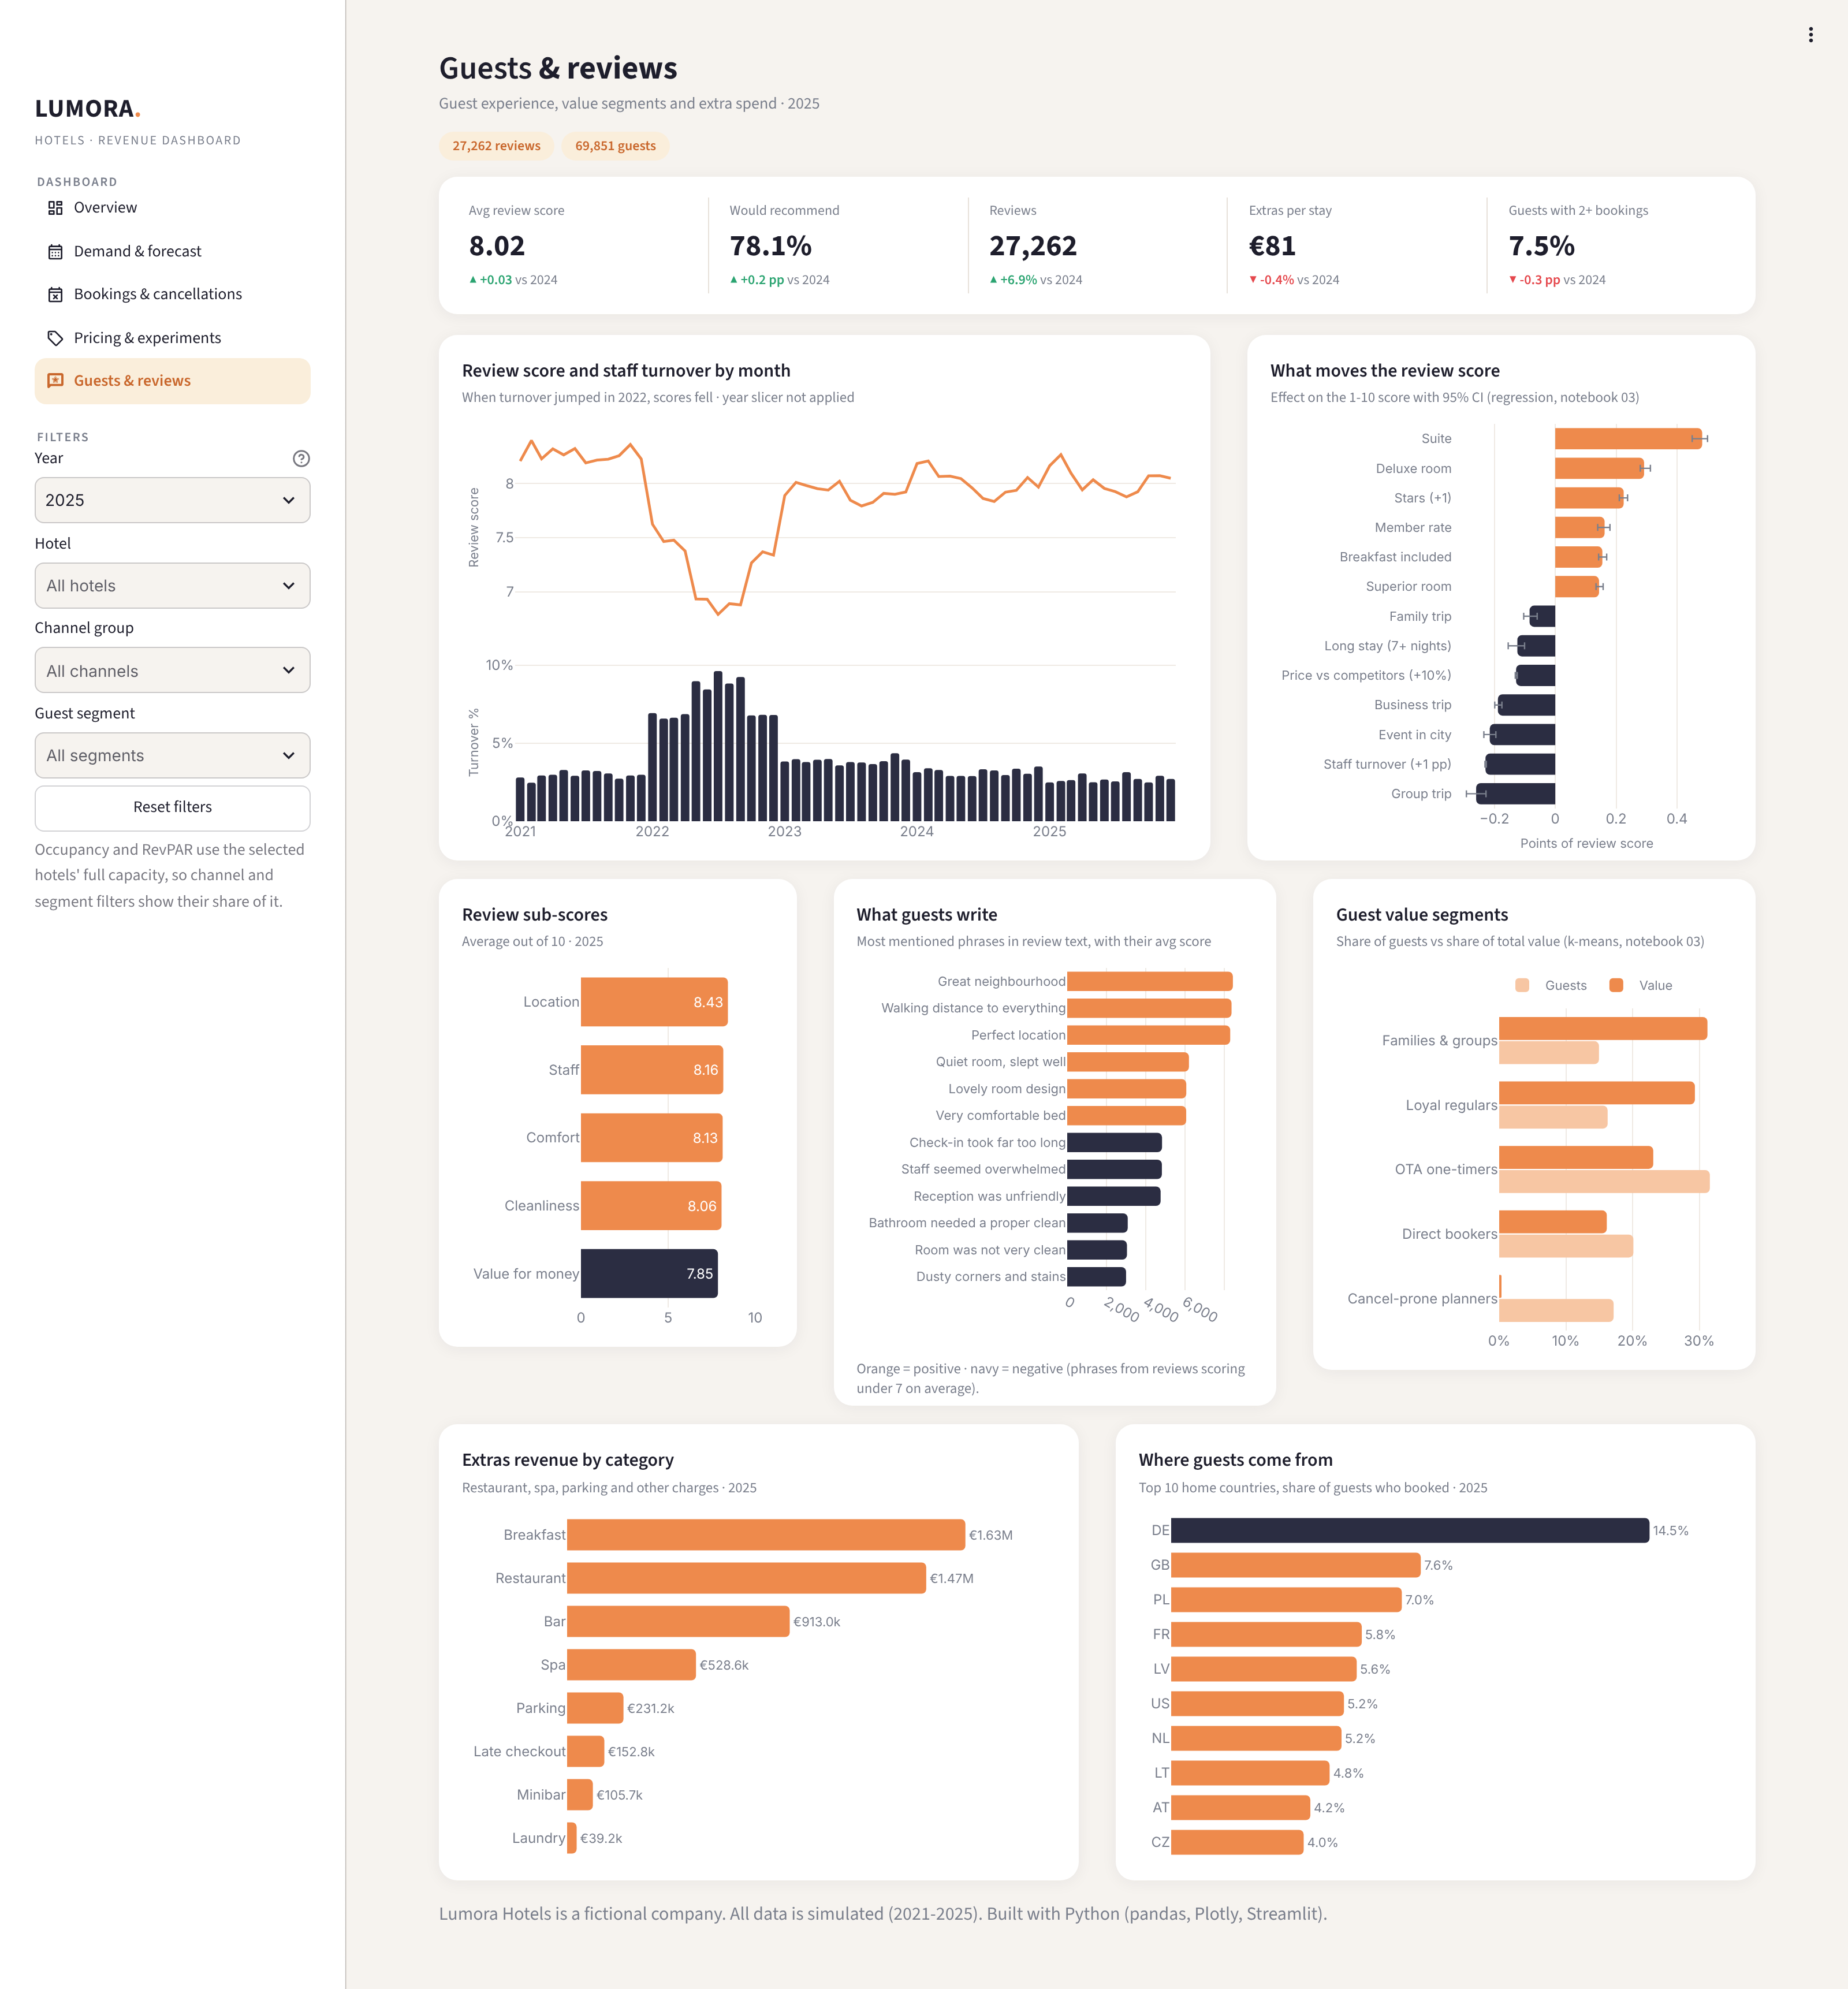 LUMORA.
HOTELS · REVENUE DASHBOARD
DASHBOARD
Overview
Demand & forecast
Bookings & cancellations
Pricing & experiments
Guests & reviews
FILTERS
Year
2025
Hotel
All hotels
Channel group
All channels
Guest segment
All segments
Reset filters
Occupancy and RevPAR use the selected
hotels' full capacity, so channel and
segment filters show their share of it.
Guests & reviews
Guest experience, value segments and extra spend · 2025
27,262 reviews
69,851 guests
Avg review score
8.02
▲ +0.03 vs 2024
Would recommend
78.1%
▲ +0.2 pp vs 2024
Reviews
27,262
▲ +6.9% vs 2024
Extras per stay
€81
▼ -0.4% vs 2024
Guests with 2+ bookings
7.5%
▼ -0.3 pp vs 2024
Review score and staff turnover by month
When turnover jumped in 2022, scores fell · year slicer not applied
Review score
8
7.5
7
Turnover %
10%
5%
0%
2021
2022
2023
2024
2025
What moves the review score
Effect on the 1-10 score with 95% CI (regression, notebook 03)
Suite
Deluxe room
Stars (+1)
Member rate
Breakfast included
Superior room
Family trip
Long stay (7+ nights)
Price vs competitors (+10%)
Business trip
Event in city
Staff turnover (+1 pp)
Group trip
−0.2
0
0.2
0.4
Points of review score
Review sub-scores
Average out of 10 · 2025
Location
8.43
Staff
8.16
Comfort
8.13
Cleanliness
8.06
Value for money
7.85
0
5
10
What guests write
Most mentioned phrases in review text, with their avg score
Great neighbourhood
Walking distance to everything
Perfect location
Quiet room, slept well
Lovely room design
Very comfortable bed
Check-in took far too long
Staff seemed overwhelmed
Reception was unfriendly
Bathroom needed a proper clean
Room was not very clean
Dusty corners and stains
0
2,000
4,000
6,000
Orange = positive · navy = negative (phrases from reviews scoring
under 7 on average).
Guest value segments
Share of guests vs share of total value (k-means, notebook 03)
Guests
Value
Families & groups
Loyal regulars
OTA one-timers
Direct bookers
Cancel-prone planners
0%
10%
20%
30%
Extras revenue by category
Restaurant, spa, parking and other charges · 2025
Breakfast
€1.63M
Restaurant
€1.47M
Bar
€913.0k
Spa
€528.6k
Parking
€231.2k
Late checkout
€152.8k
Minibar
€105.7k
Laundry
€39.2k
Where guests come from
Top 10 home countries, share of guests who booked · 2025
DE
14.5%
GB
7.6%
PL
7.0%
FR
5.8%
LV
5.6%
US
5.2%
NL
5.2%
LT
4.8%
AT
4.2%
CZ
4.0%
Lumora Hotels is a fictional company. All data is simulated (2021-2025). Built with Python (pandas, Plotly, Streamlit).